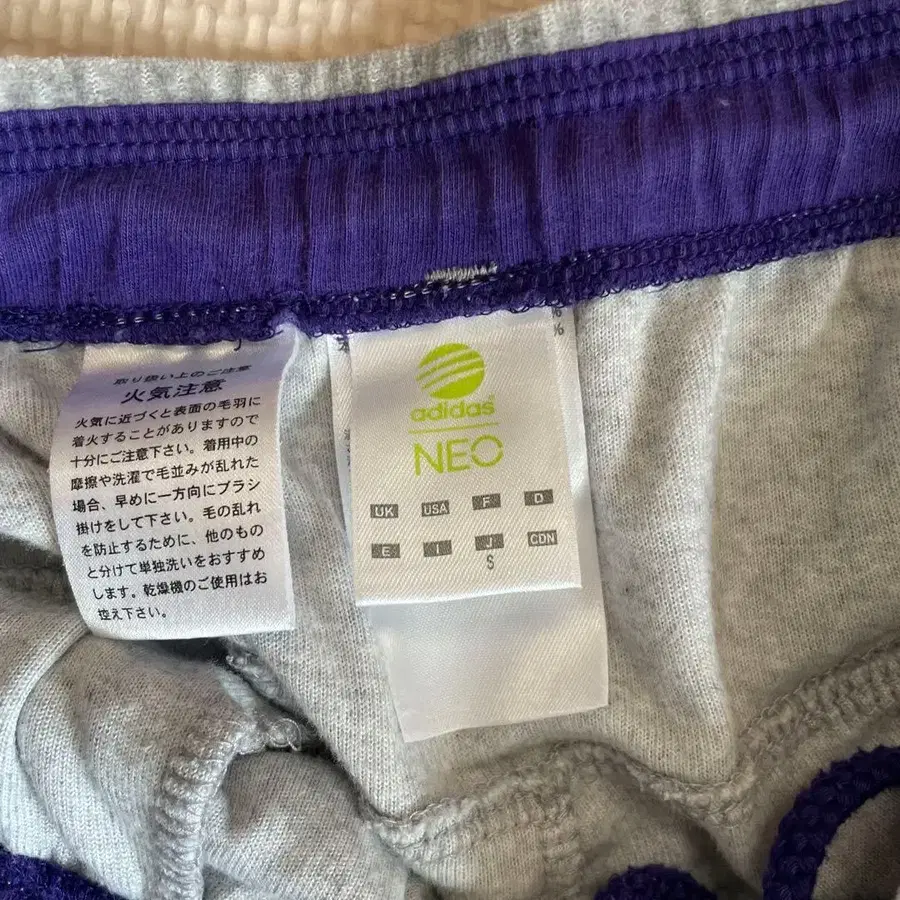 取り扱い上のご注意
火気注意
火気に近づくと表面の毛羽に
着火することがありますので
十分にご注意下さい。着用中の
摩擦や洗濯で毛並みが乱れた
場合、早めに一方向にブラシ
掛けをして下さい。毛の乱れ
を防止するために、他のもの
と分けて単独洗いをおすすめ
します。乾燥機のご使用はお
控え下さい。
adidas
NEO
UK USA F D
E I J CDN
S
%
%